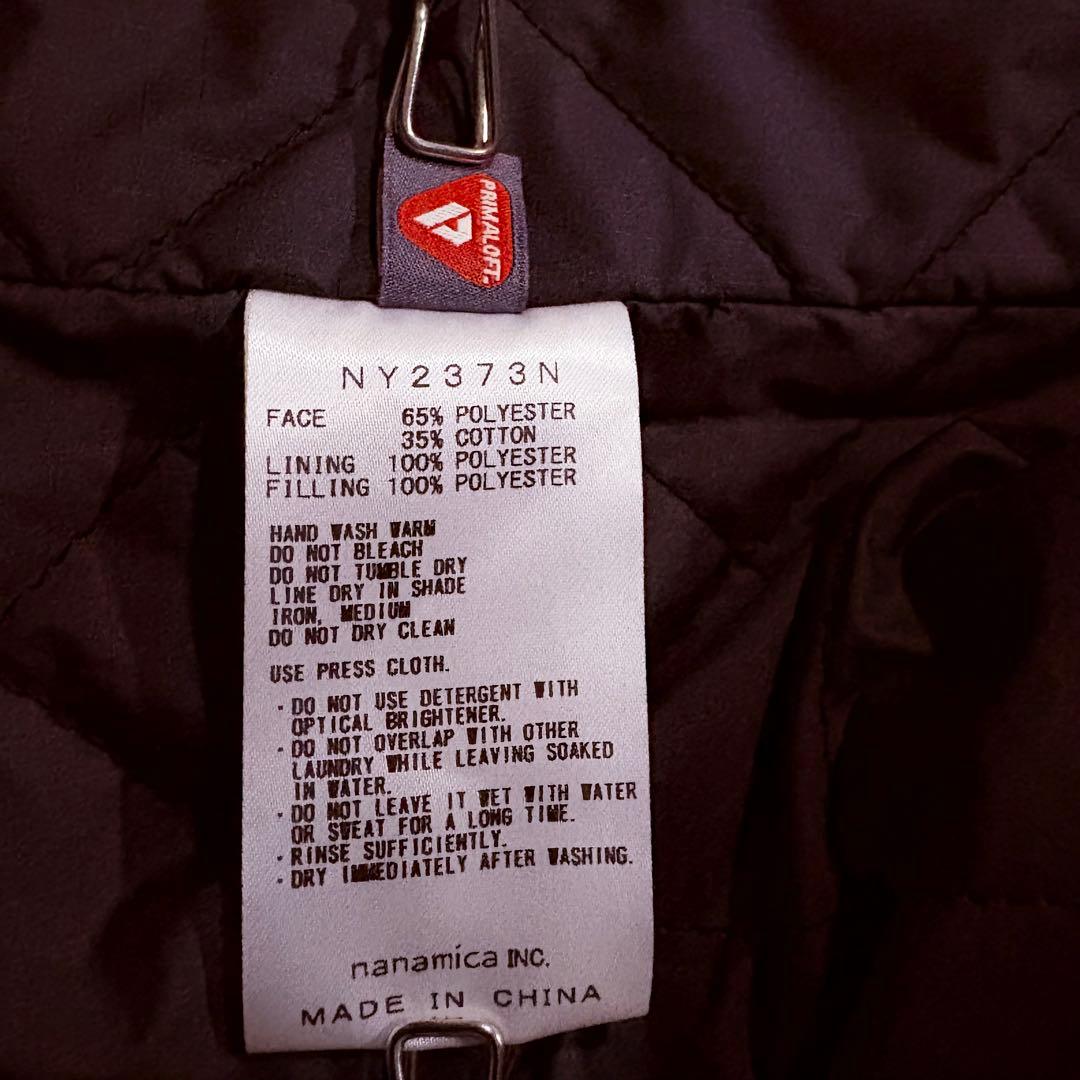 PRIMALOFT.
NY2373N
FACE 65% POLYESTER
35% COTTON
LINING 100% POLYESTER
FILLING 100% POLYESTER
HAND WASH WARM
DO NOT BLEACH
DO NOT TUMBLE DRY
LINE DRY IN SHADE
IRON, MEDIUM
DO NOT DRY CLEAN
USE PRESS CLOTH.
・DO NOT USE DETERGENT WITH
OPTICAL BRIGHTENER.
・DO NOT OVERLAP WITH OTHER
LAUNDRY WHILE LEAVING SOAKED
IN WATER.
・DO NOT LEAVE IT WET WITH WATER
OR SWEAT FOR A LONG TIME.
・RINSE SUFFICIENTLY.
・DRY IMMEDIATELY AFTER WASHING.
nanamica INC.
MADE IN CHINA